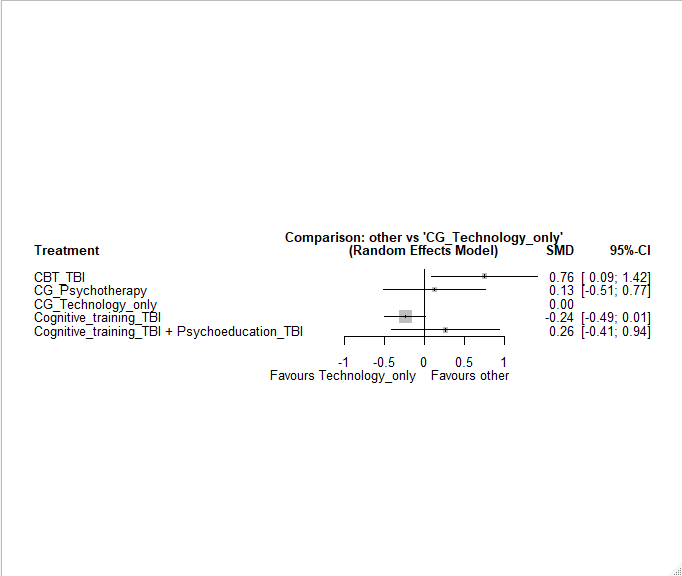 Comparison: other vs 'CG_Technology_only'
Treatment (Random Effects Model) SMD 95%-CI
CBT_TBI 0.76 [ 0.09; 1.42]
CG_Psychotherapy 0.13 [-0.51; 0.77]
CG_Technology_only 0.00
Cognitive_training_TBI -0.24 [-0.49; 0.01]
Cognitive_training_TBI + Psychoeducation_TBI 0.26 [-0.41; 0.94]
-1 -0.5 0 0.5 1
Favours Technology_only Favours other